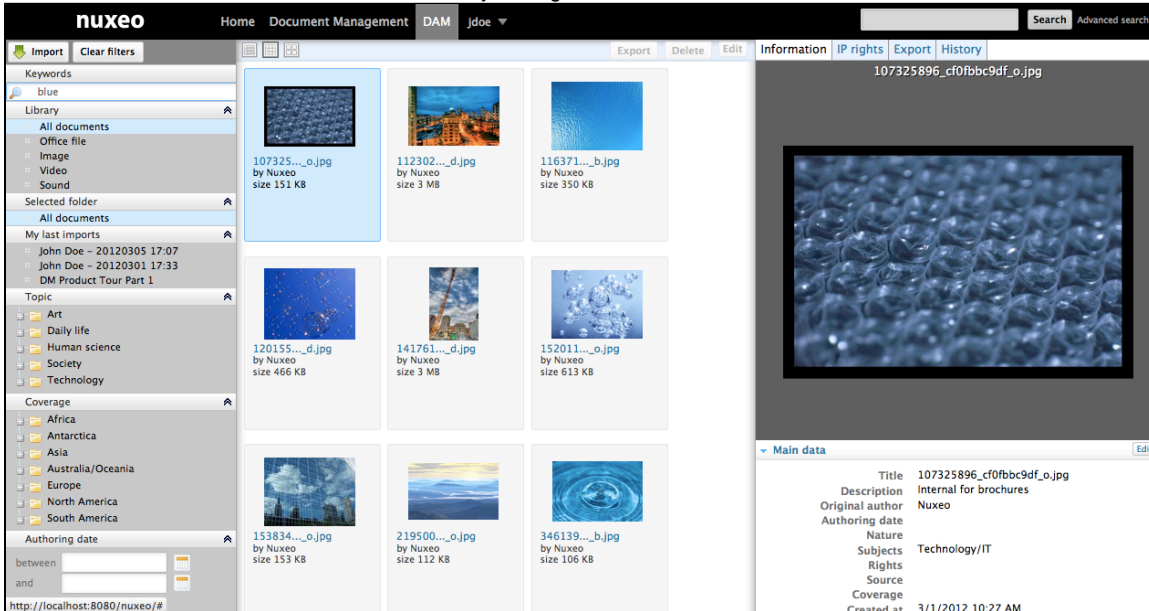 nuxeo
Home Document Management DAM jdoe
Search Advanced search
Import Clear filters
Keywords
blue
Library
All documents
Office file
Image
Video
Sound
Selected folder
All documents
My last imports
John Doe - 20120305 17:07
John Doe - 20120301 17:33
DM Product Tour Part 1
Topic
Art
Daily life
Human science
Society
Technology
Coverage
Africa
Antarctica
Asia
Australia/Oceania
Europe
North America
South America
Authoring date
between
and
http://localhost:8080/nuxeo/#
Export Delete Edit
107325..._o.jpg
by Nuxeo
size 151 KB
112302..._d.jpg
by Nuxeo
size 3 MB
116371..._b.jpg
by Nuxeo
size 350 KB
120155..._d.jpg
by Nuxeo
size 466 KB
141761..._d.jpg
by Nuxeo
size 3 MB
152011..._o.jpg
by Nuxeo
size 613 KB
153834..._o.jpg
by Nuxeo
size 153 KB
219500..._o.jpg
by Nuxeo
size 112 KB
346139..._b.jpg
by Nuxeo
size 106 KB
Information IP rights Export History
107325896_cf0fbbc9df_o.jpg
Main data
Title 107325896_cf0fbbc9df_o.jpg
Description Internal for brochures
Original author Nuxeo
Authoring date
Nature
Subjects Technology/IT
Rights
Source
Coverage
Created at 3/1/2012 10:27 AM